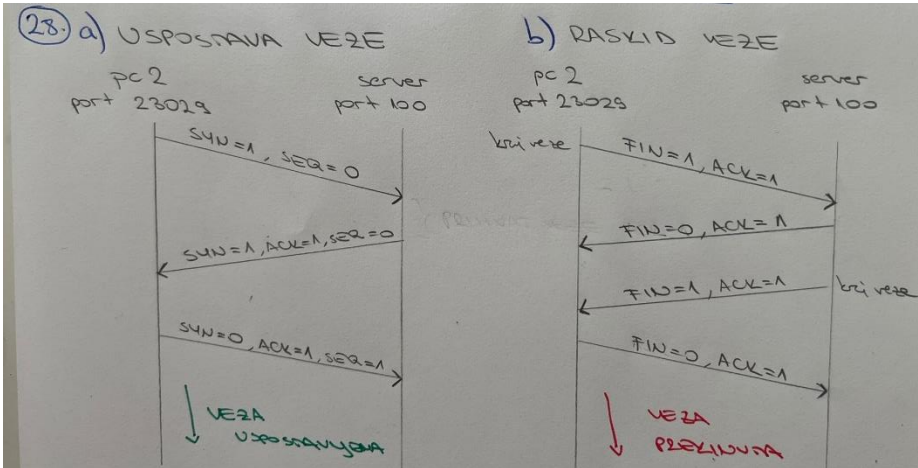 28. a) USPOSTAVA VEZE
pc 2
port 23029
server
port 100
SYN=1, SEQ=0
SYN=1, ACK=1, SEQ=0
SYN=0, ACK=1, SEQ=1
VEZA
USPOSTAVLJENA
b) RASKID VEZE
pc 2
port 23029
server
port 100
kraj veze
FIN=1, ACK=1
FIN=0, ACK=1
FIN=1, ACK=1
kraj veze
FIN=0, ACK=1
VEZA
PREKINUTA